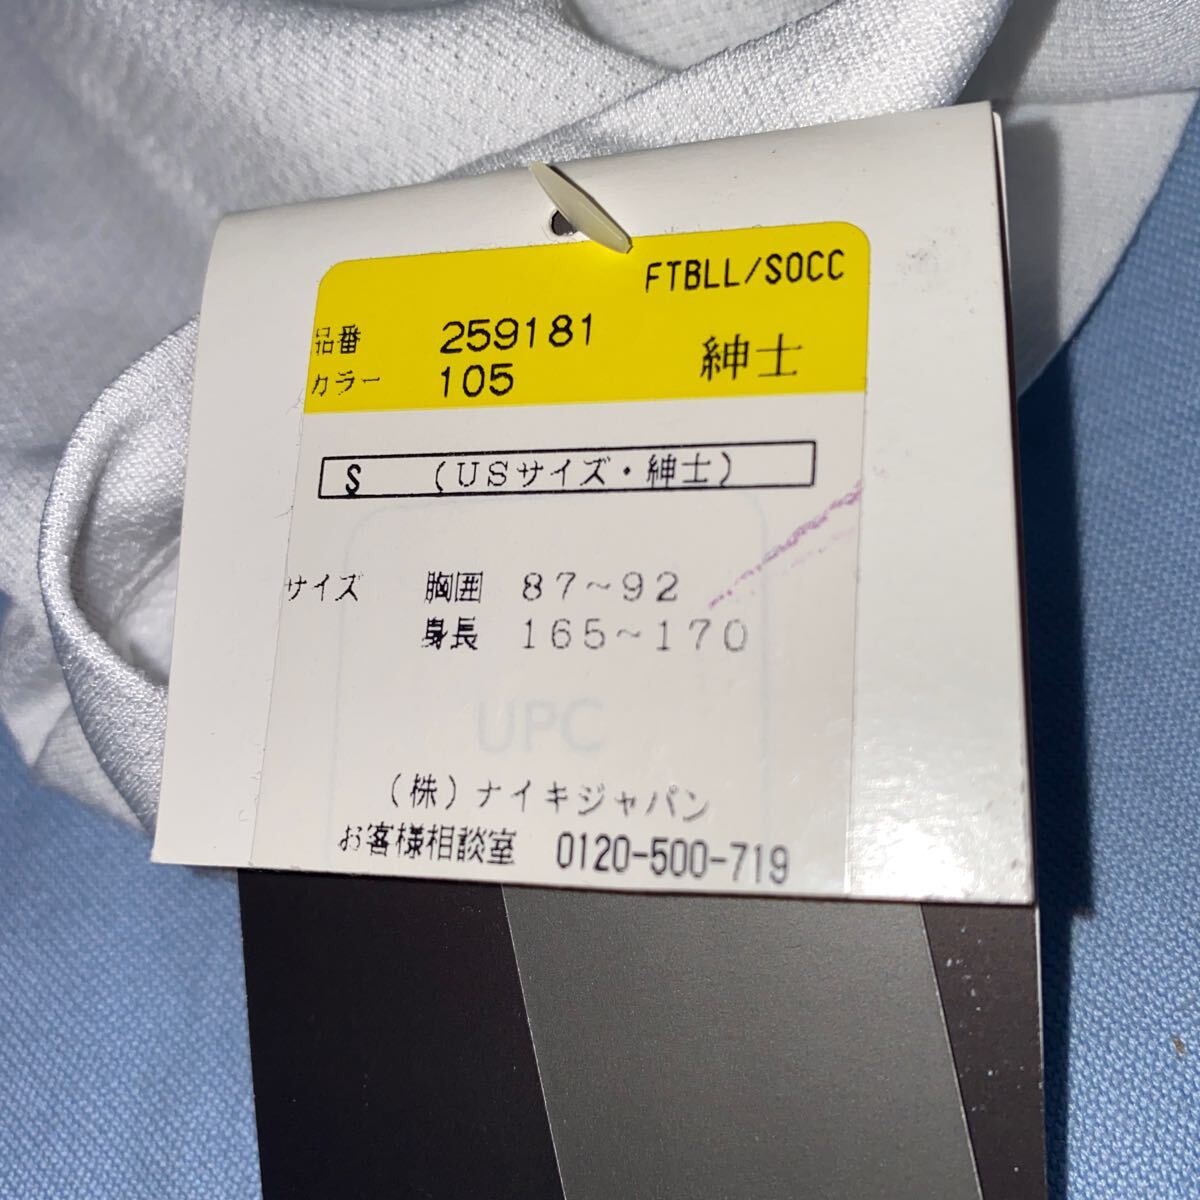 FTBLL/SOCC
品番 259181
カラー 105 紳士
S (USサイズ・紳士)
サイズ 胸囲 87~92
身長 165~170
UPC
(株)ナイキジャパン
お客様相談室 0120-500-719